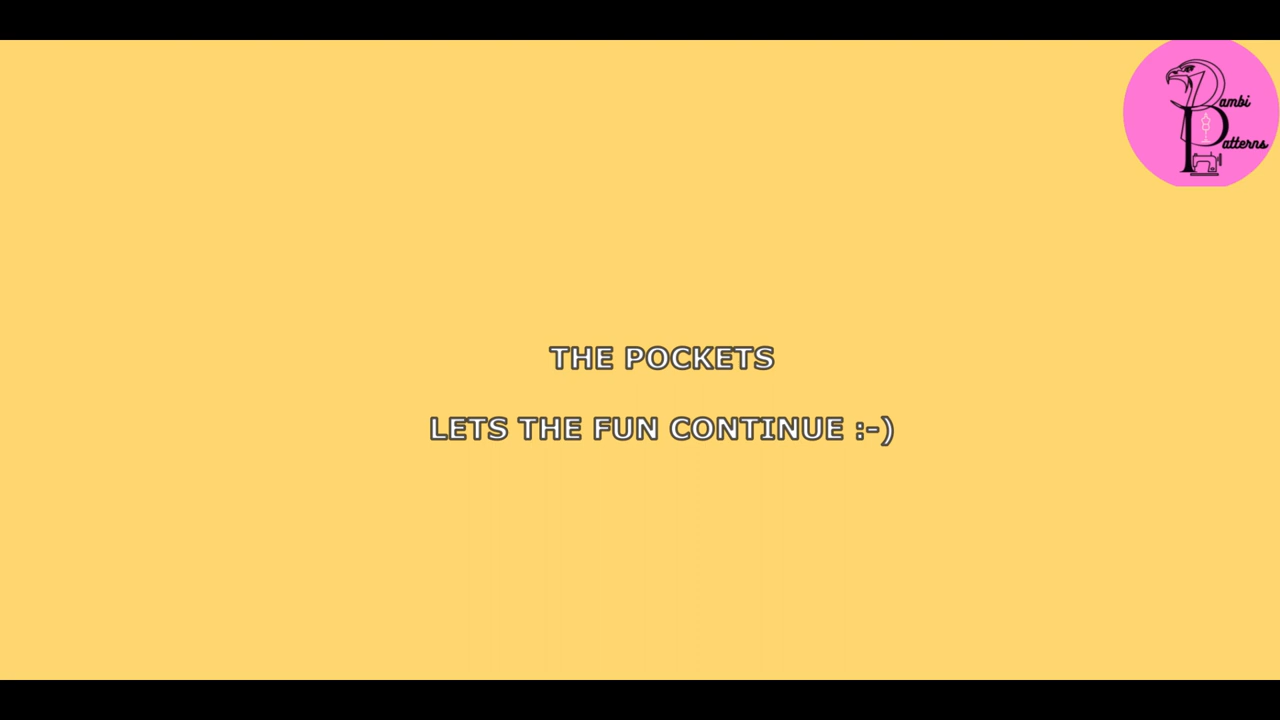 Bambi
Patterns
THE POCKETS
LETS THE FUN CONTINUE :-)